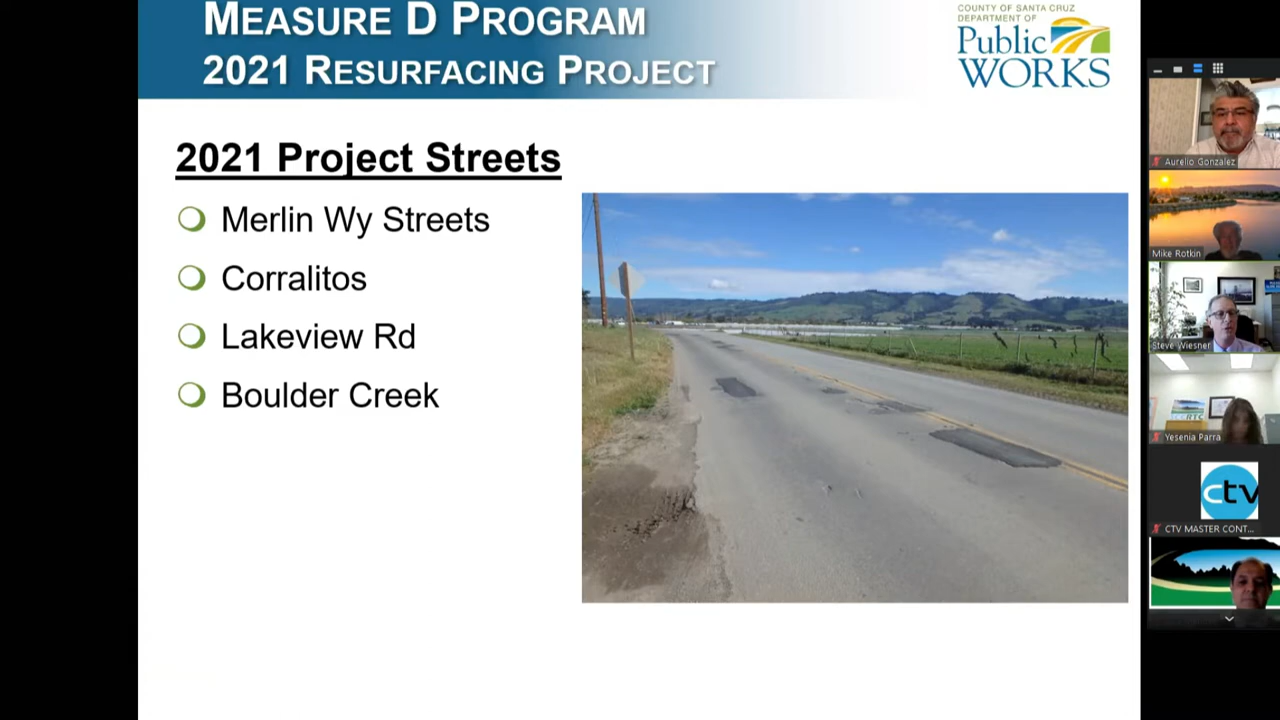 MEASURE D PROGRAM
2021 RESURFACING PROJECT
COUNTY OF SANTA CRUZ
DEPARTMENT OF
Public
WORKS
2021 Project Streets
Merlin Wy Streets
Corralitos
Lakeview Rd
Boulder Creek
Aurelio Gonzalez
Mike Rotkin
Steve Wiesner
Yesenia Parra
ctv
CTV MASTER CONT...